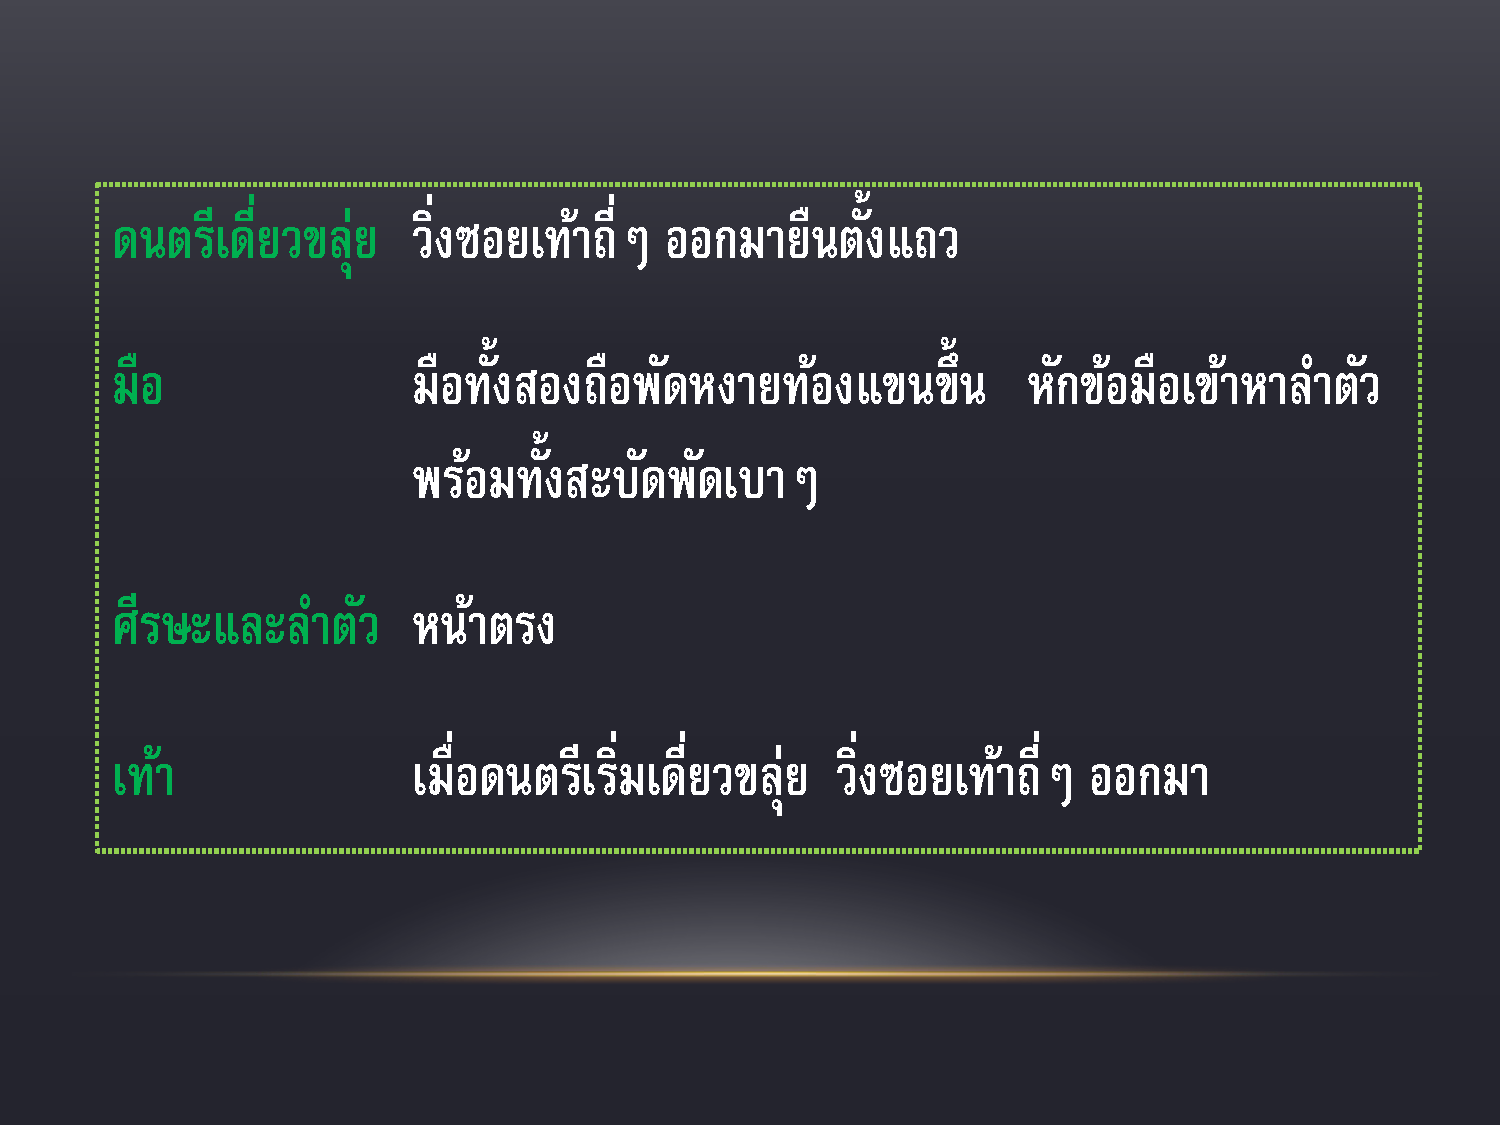 ดนตรีเดี่ยวขลุ่ย วิ่งซอยเท้าถี่ ๆ ออกมายืนตั้งแถว
มือ มือทั้งสองถือพัดหงายท้องแขนขึ้น หักข้อมือเข้าหาลำตัว
พร้อมทั้งสะบัดพัดเบา ๆ
ศีรษะและลำตัว หน้าตรง
เท้า เมื่อดนตรีเริ่มเดี่ยวขลุ่ย วิ่งซอยเท้าถี่ ๆ ออกมา